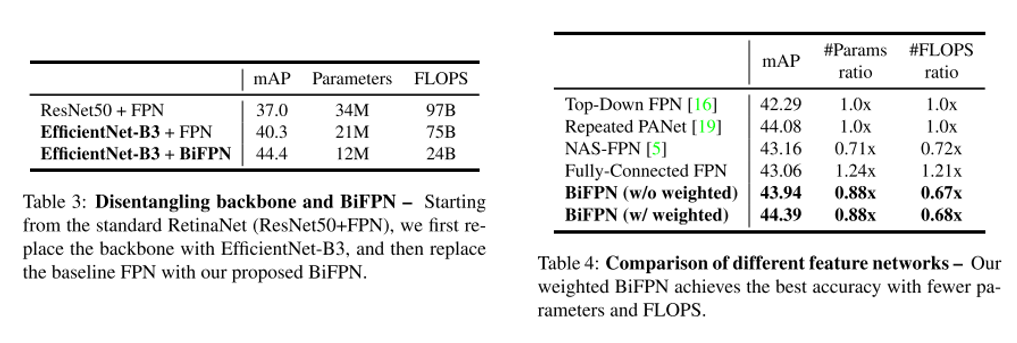 mAP Parameters FLOPS
ResNet50 + FPN 37.0 34M 97B
EfficientNet-B3 + FPN 40.3 21M 75B
EfficientNet-B3 + BiFPN 44.4 12M 24B
Table 3: Disentangling backbone and BiFPN – Starting
from the standard RetinaNet (ResNet50+FPN), we first re-
place the backbone with EfficientNet-B3, and then replace
the baseline FPN with our proposed BiFPN.
mAP #Params ratio #FLOPS ratio
Top-Down FPN [16] 42.29 1.0x 1.0x
Repeated PANet [19] 44.08 1.0x 1.0x
NAS-FPN [5] 43.16 0.71x 0.72x
Fully-Connected FPN 43.06 1.24x 1.21x
BiFPN (w/o weighted) 43.94 0.88x 0.67x
BiFPN (w/ weighted) 44.39 0.88x 0.68x
Table 4: Comparison of different feature networks – Our
weighted BiFPN achieves the best accuracy with fewer pa-
rameters and FLOPS.